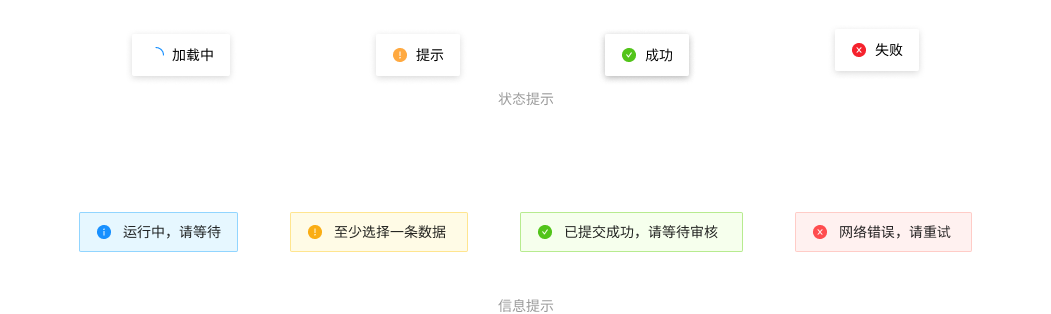 加载中
提示
成功
失败
状态提示
运行中，请等待
至少选择一条数据
已提交成功，请等待审核
网络错误，请重试
信息提示